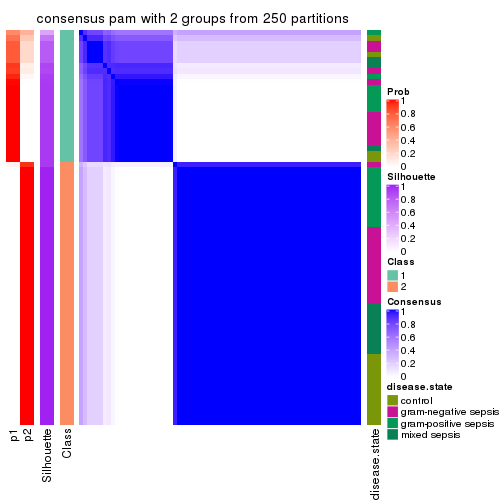 consensus pam with 2 groups from 250 partitions
Prob
1
0.8
0.6
0.4
0.2
0
Silhouette
1
0.8
0.6
0.4
0.2
0
Class
1
2
Consensus
1
0.8
0.6
0.4
0.2
0
disease.state
control
gram-negative sepsis
gram-positive sepsis
mixed sepsis
p1
p2
Silhouette
Class
disease.state